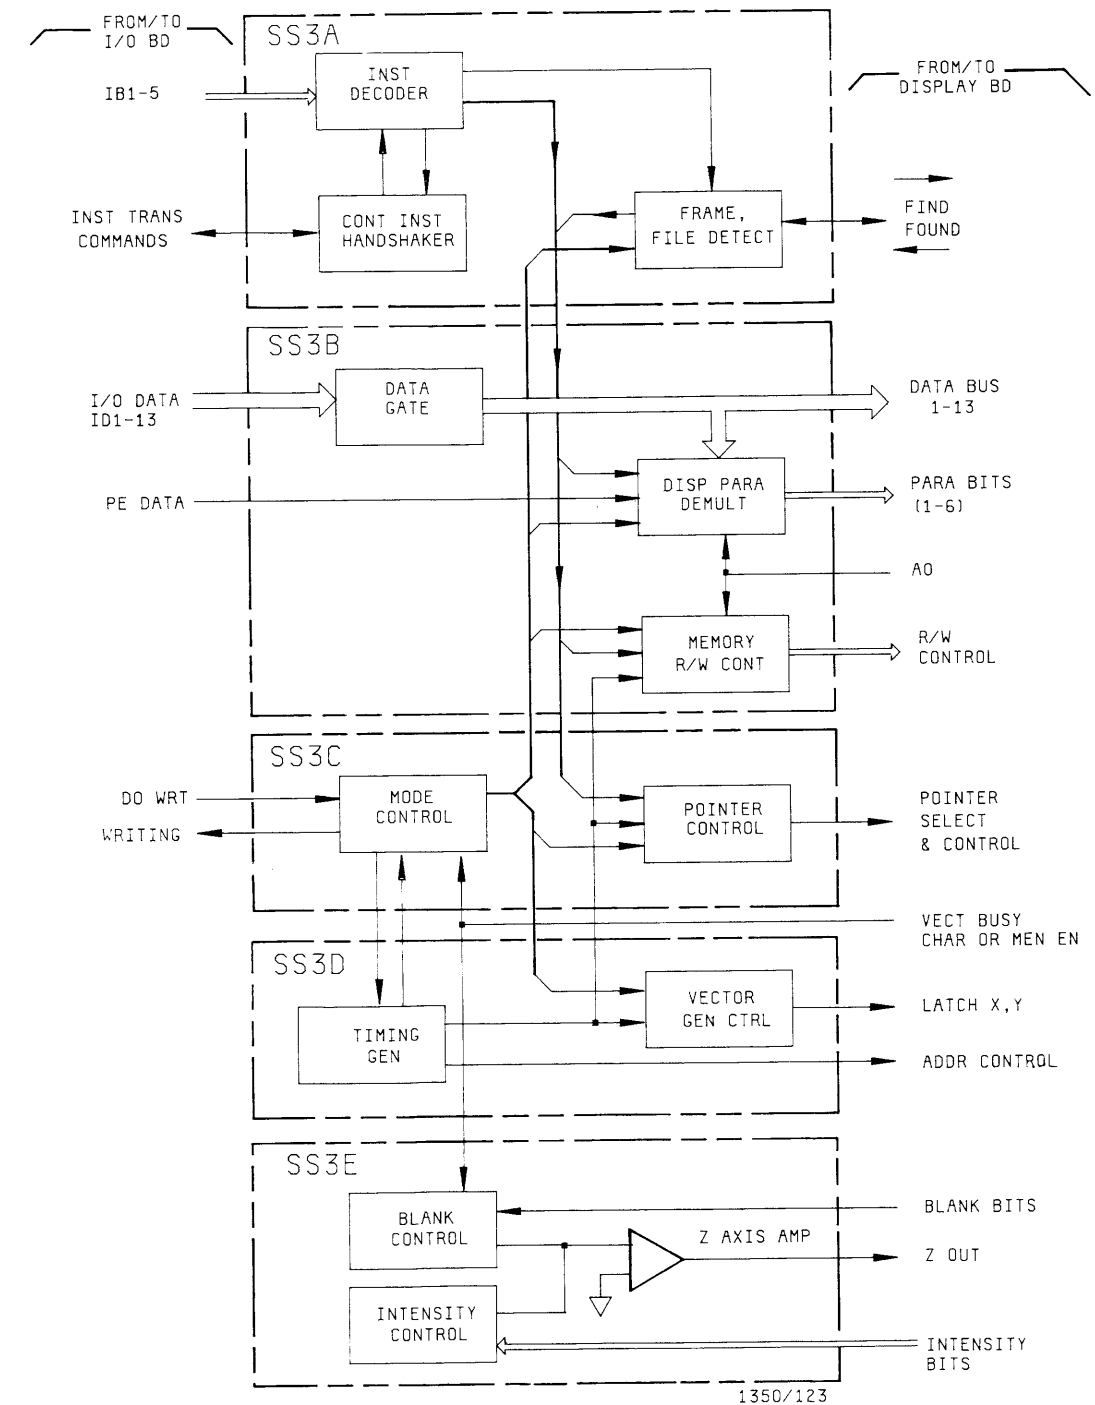 FROM/TO
I/O BD
SS3A
INST
DECODER
FROM/TO
DISPLAY BD
IB1-5
INST TRANS
COMMANDS
CONT INST
HANDSHAKER
FRAME,
FILE DETECT
FIND
FOUND
SS3B
I/O DATA
ID1-13
DATA
GATE
DATA BUS
1-13
PE DATA
DISP PARA
DEMULT
PARA BITS
(1-6)
A0
MEMORY
R/W CONT
R/W
CONTROL
SS3C
DO WRT
WRITING
MODE
CONTROL
POINTER
CONTROL
POINTER
SELECT
& CONTROL
VECT BUSY
CHAR OR MEN EN
SS3D
TIMING
GEN
VECTOR
GEN CTRL
LATCH X,Y
ADDR CONTROL
SS3E
BLANK
CONTROL
BLANK BITS
Z AXIS AMP
Z OUT
INTENSITY
CONTROL
INTENSITY
BITS
1350/123